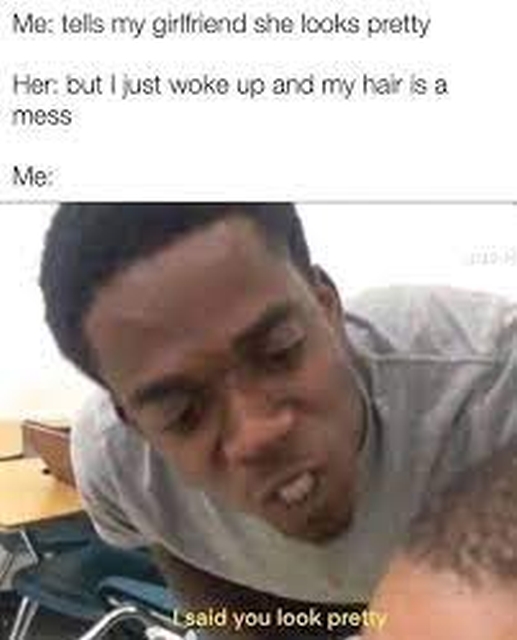 Me: tells my girlfriend she looks pretty
Her: but I just woke up and my hair is a
mess
Me:
I said you look pretty